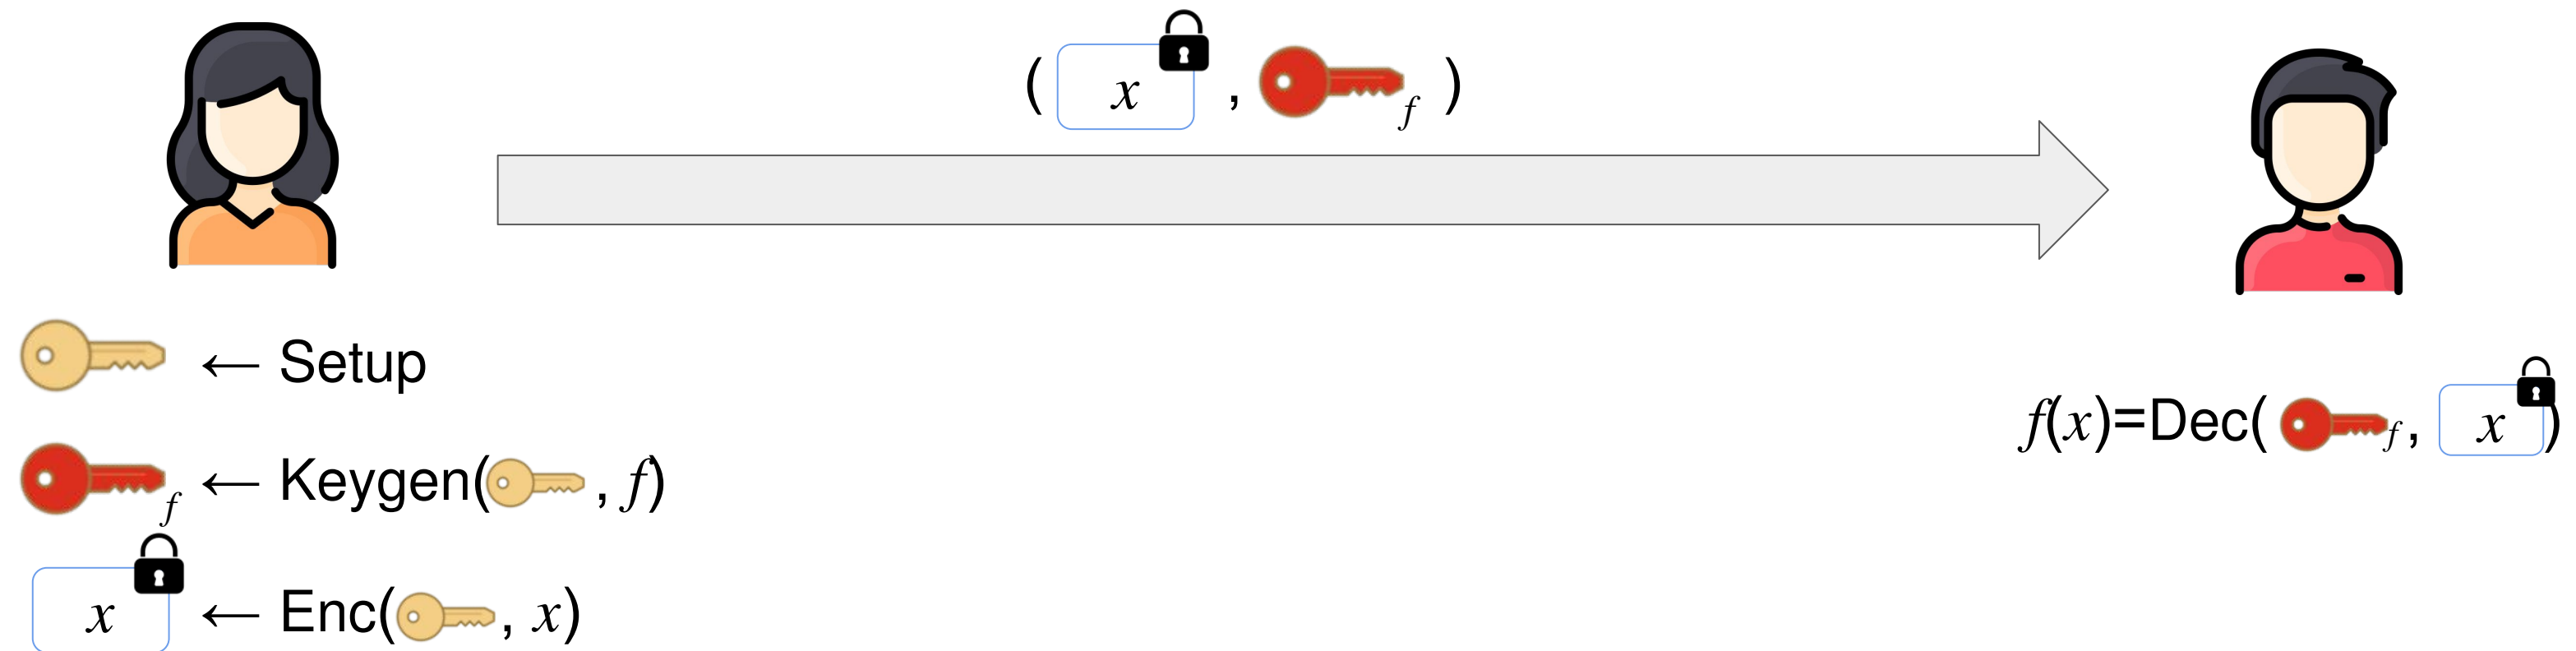 ( x , f )
← Setup
f ← Keygen( , f)
x ← Enc( , x)
f(x)=Dec( f, x )